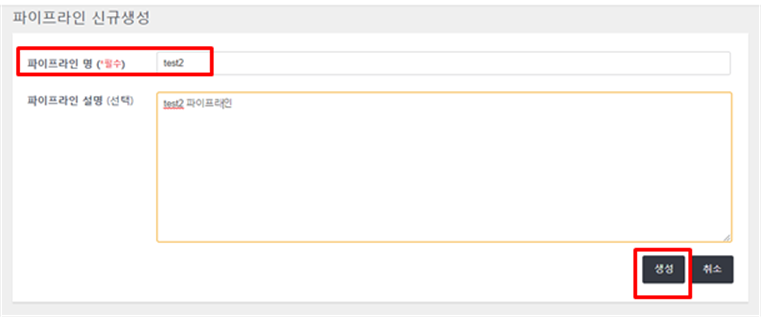 파이프라인 신규생성
파이프라인 명 (*필수) test2
파이프라인 설명 (선택) test2 파이프라인
생성 취소